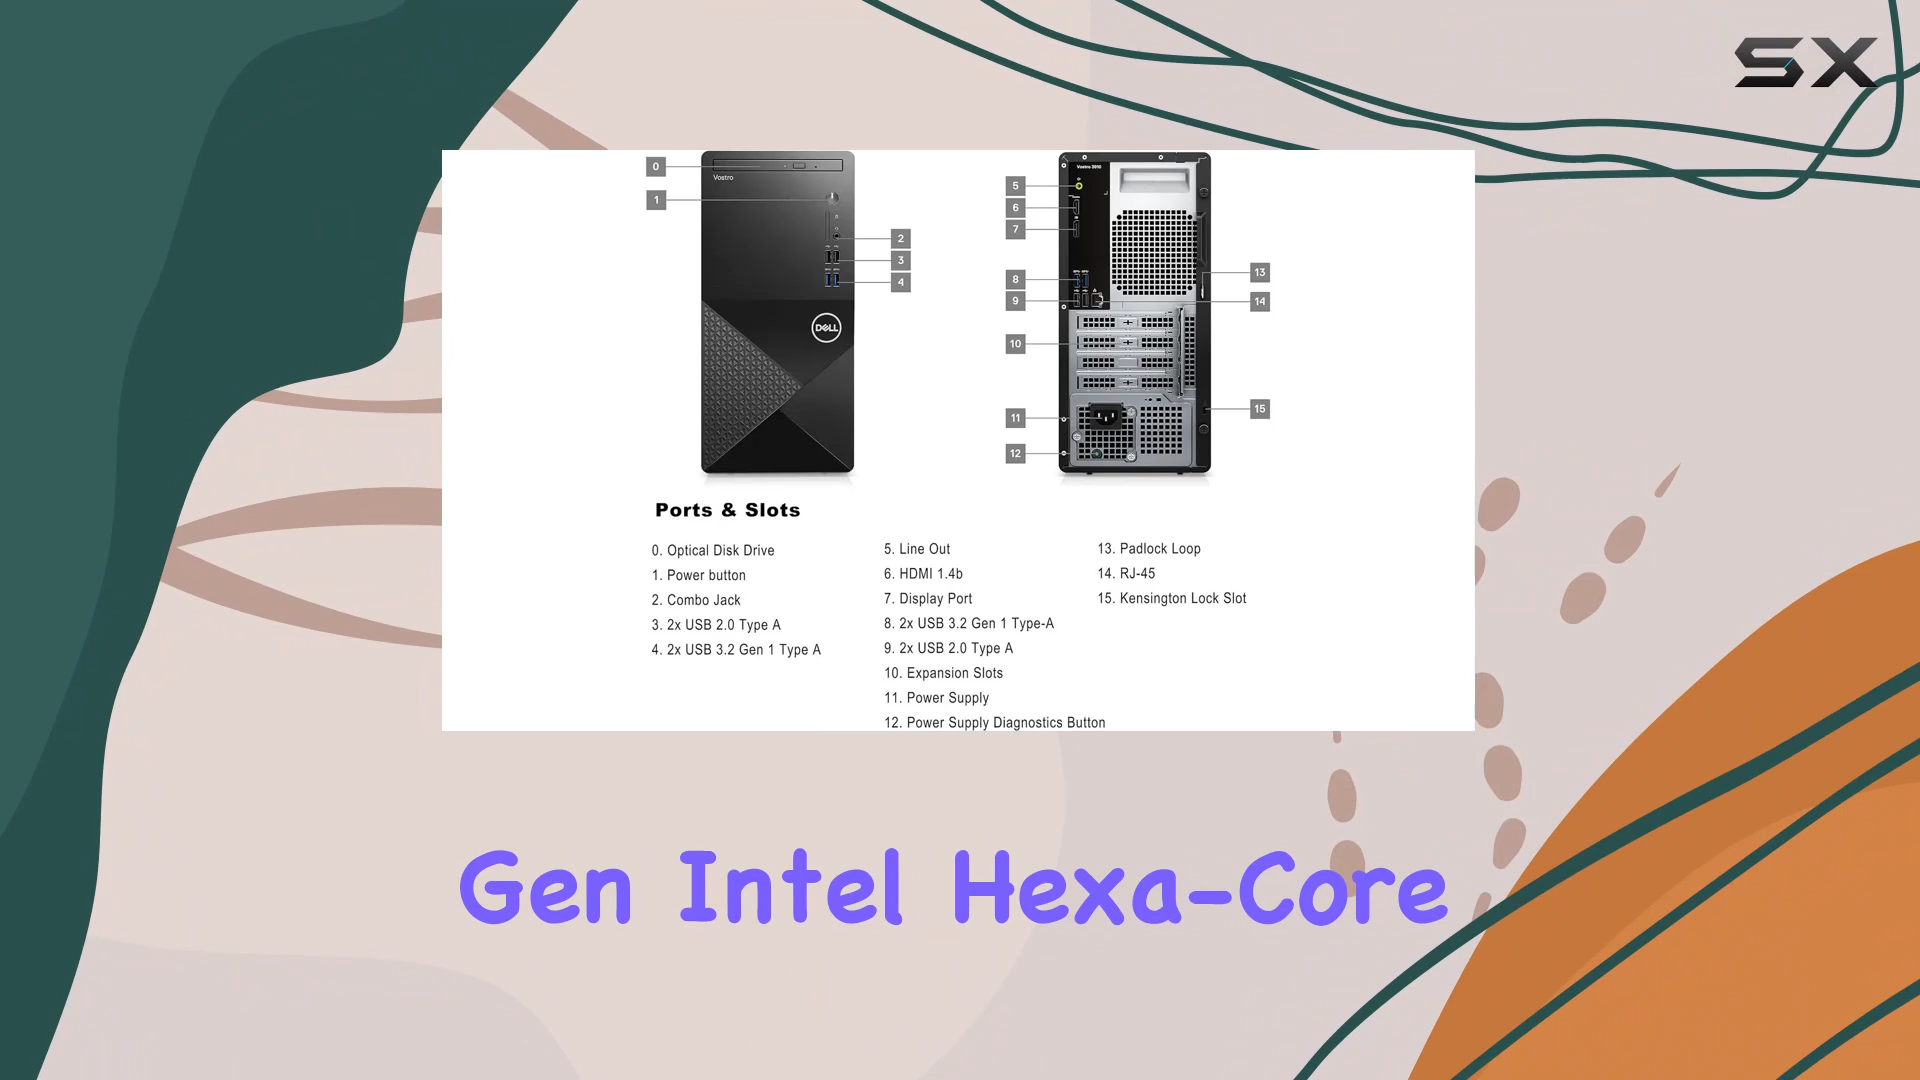 SX
0
Vostro
1
2
3
4
DELL
Vostro 3910
5
6
7
8
9
10
11
12
13
14
15
Ports & Slots
0. Optical Disk Drive
1. Power button
2. Combo Jack
3. 2x USB 2.0 Type A
4. 2x USB 3.2 Gen 1 Type A
5. Line Out
6. HDMI 1.4b
7. Display Port
8. 2x USB 3.2 Gen 1 Type-A
9. 2x USB 2.0 Type A
10. Expansion Slots
11. Power Supply
12. Power Supply Diagnostics Button
13. Padlock Loop
14. RJ-45
15. Kensington Lock Slot
Gen Intel Hexa-Core